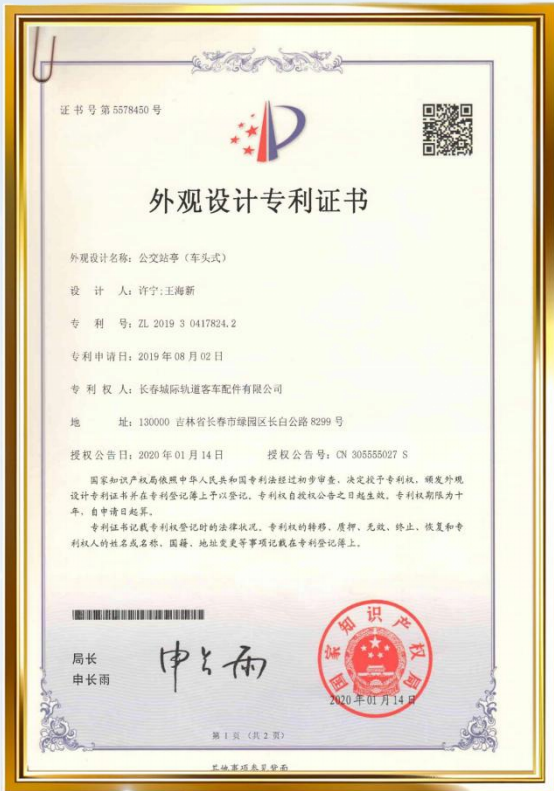 证书号第5578450号
外观设计专利证书
外观设计名称：公交站亭（车头式）
设 计 人：许宁;王海新
专 利 号：ZL 2019 3 0417824.2
专利申请日：2019年08月02日
专 利 权 人：长春城际轨道客车配件有限公司
地 址：130000 吉林省长春市绿园区长白公路8299号
授权公告日：2020年01月14日 授权公告号：CN 305555027 S
国家知识产权局依照中华人民共和国专利法经过初步审查，决定授予专利权，颁发外观
设计专利证书并在专利登记簿上予以登记。专利权自授权公告之日起生效。专利权期限为十
年，自申请日起算。
专利证书记载专利权登记时的法律状况。专利权的转移、质押、无效、终止、恢复和专
利权人的姓名或名称、国籍、地址变更等事项记载在专利登记簿上。
局长
申长雨
申长雨
国家知识产权局
2020年01月14日
第 1 页 （共 2 页）
其他事项参见背面